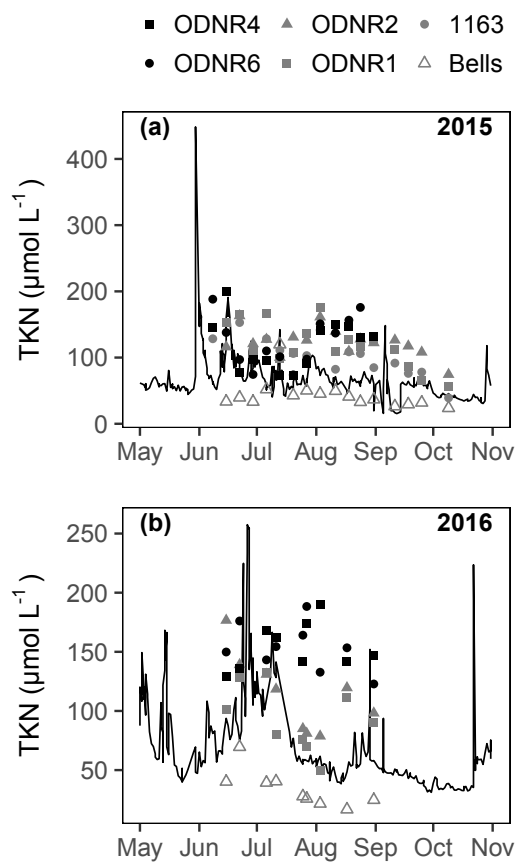 ODNR4 ODNR2 1163
ODNR6 ODNR1 Bells
(a) 2015
TKN (µmol L⁻¹)
400
300
200
100
0
May Jun Jul Aug Sep Oct Nov
(b) 2016
TKN (µmol L⁻¹)
250
200
150
100
50
May Jun Jul Aug Sep Oct Nov